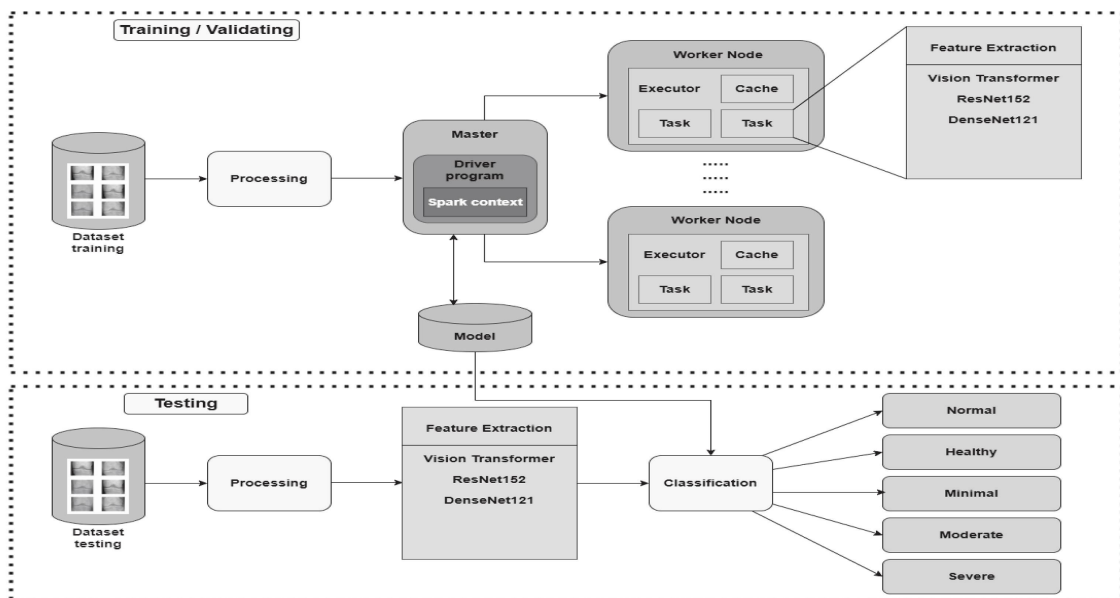 Training / Validating
Dataset
training
Processing
Master
Driver
program
Spark context
Model
Worker Node
Executor
Cache
Task
Task
.....
.....
.....
Worker Node
Executor
Cache
Task
Task
Feature Extraction
Vision Transformer
ResNet152
DenseNet121
Testing
Dataset
testing
Processing
Feature Extraction
Vision Transformer
ResNet152
DenseNet121
Classification
Normal
Healthy
Minimal
Moderate
Severe